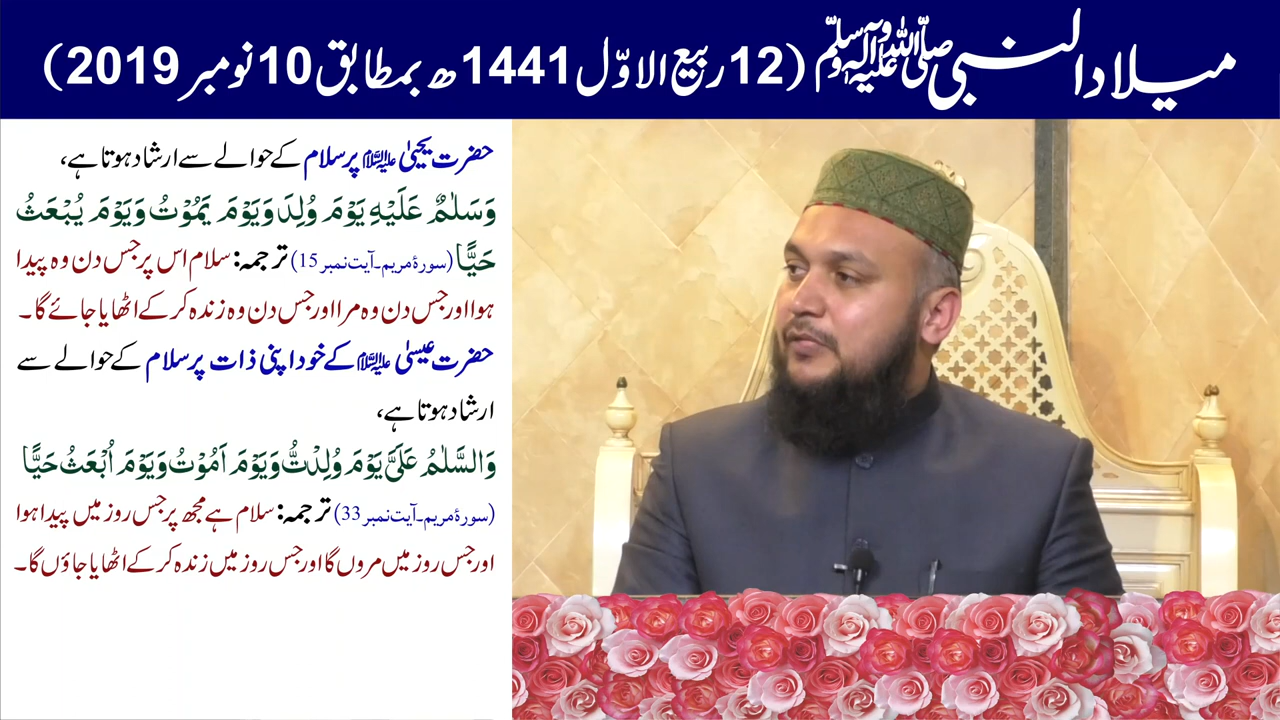 میلاد النبی ﷺ (12 ربیع الاوّل 1441ھ بمطابق 10 نومبر 2019)
حضرت یحییٰ علیہ السلام پر سلام کے حوالے سے ارشاد ہوتا ہے،
وَسَلٰمٌ عَلَیْہِ یَوْمَ وُلِدَ وَیَوْمَ یَمُوْتُ وَیَوْمَ یُبْعَثُ
حَیًّا (سورۂ مریم۔ آیت نمبر 15) ترجمہ: سلام اس پر جس دن وہ پیدا
ہوا اور جس دن وہ مرا اور جس دن وہ زندہ کر کے اٹھایا جائے گا۔
حضرت عیسیٰ علیہ السلام کے خود اپنی ذات پر سلام کے حوالے سے
ارشاد ہوتا ہے،
وَالسَّلٰمُ عَلَیَّ یَوْمَ وُلِدْتُّ وَیَوْمَ اَمُوْتُ وَیَوْمَ اُبْعَثُ حَیًّا
(سورۂ مریم۔ آیت نمبر 33) ترجمہ: سلام ہے مجھ پر جس روز میں پیدا ہوا
اور جس روز میں مروں گا اور جس روز میں زندہ کر کے اٹھایا جاؤں گا۔